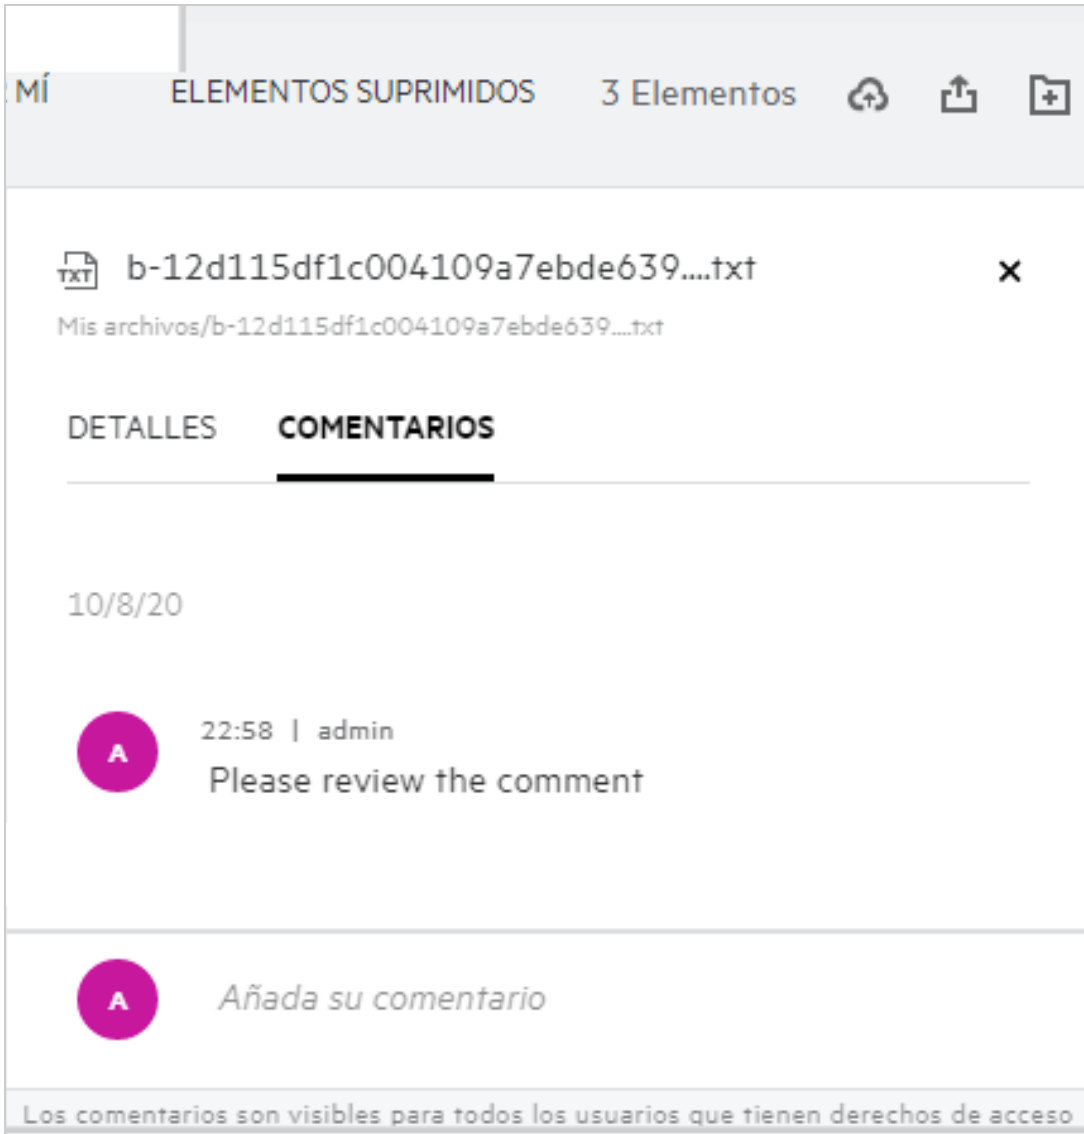 MÍ ELEMENTOS SUPRIMIDOS 3 Elementos
TXT b-12d115df1c004109a7ebde639....txt
Mis archivos/b-12d115df1c004109a7ebde639....txt
DETALLES COMENTARIOS
10/8/20
22:58 | admin
A
Please review the comment
A Añada su comentario
Los comentarios son visibles para todos los usuarios que tienen derechos de acceso